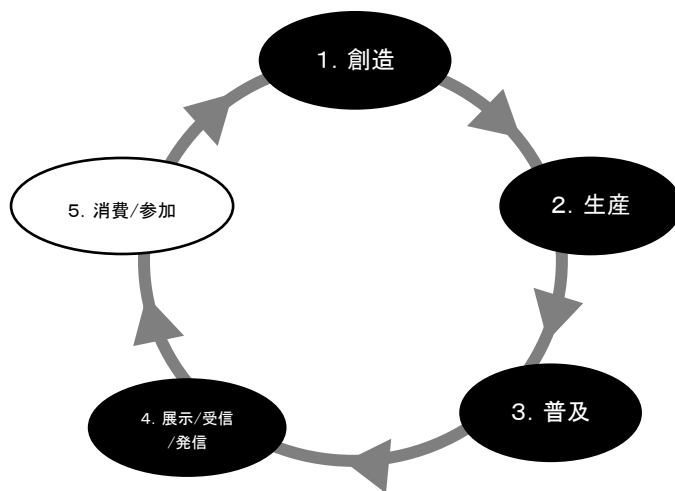 1. 創造
2. 生産
3. 普及
4. 展示/受信
/発信
5. 消費/参加